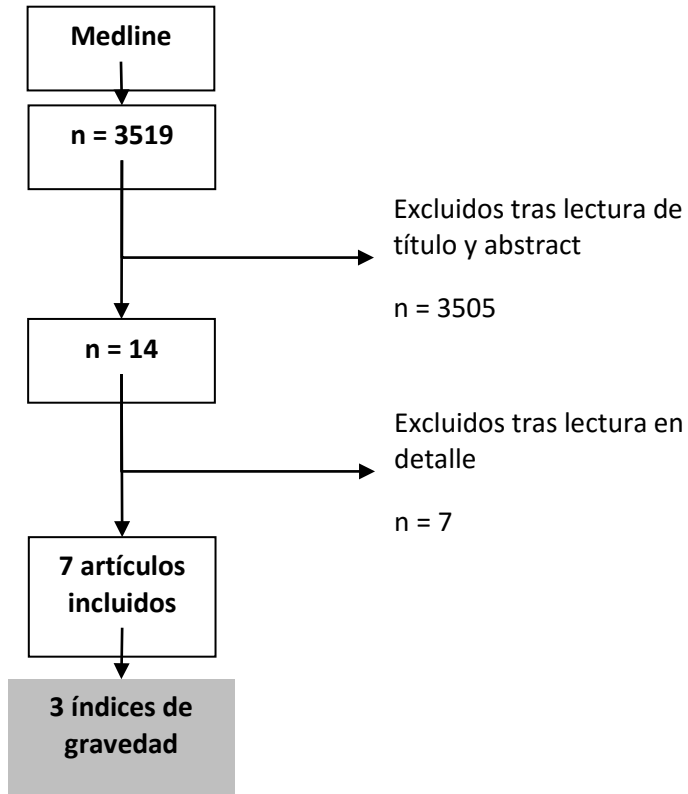 Medline
n = 3519
Excluidos tras lectura de
título y abstract
n = 3505
n = 14
Excluidos tras lectura en
detalle
n = 7
7 artículos
incluidos
3 índices de
gravedad